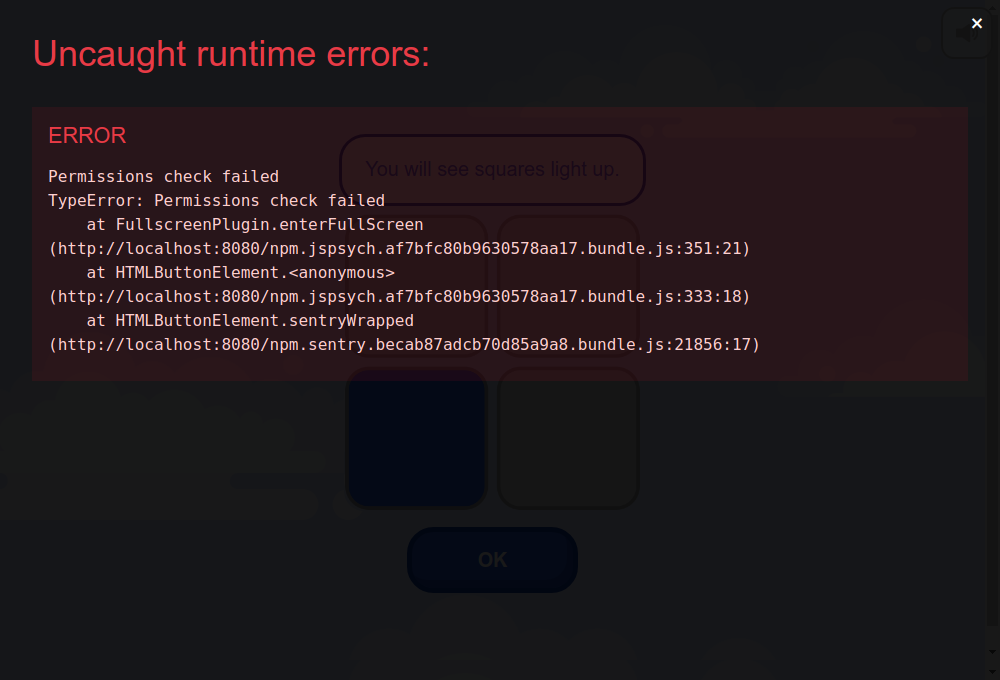 ×
Uncaught runtime errors:
ERROR
Permissions check failed
TypeError: Permissions check failed
    at FullscreenPlugin.enterFullScreen
(http://localhost:8080/npm.jspsych.af7bfc80b9630578aa17.bundle.js:351:21)
    at HTMLButtonElement.<anonymous>
(http://localhost:8080/npm.jspsych.af7bfc80b9630578aa17.bundle.js:333:18)
    at HTMLButtonElement.sentryWrapped
(http://localhost:8080/npm.sentry.becab87adcb70d85a9a8.bundle.js:21856:17)
You will see squares light up.
OK